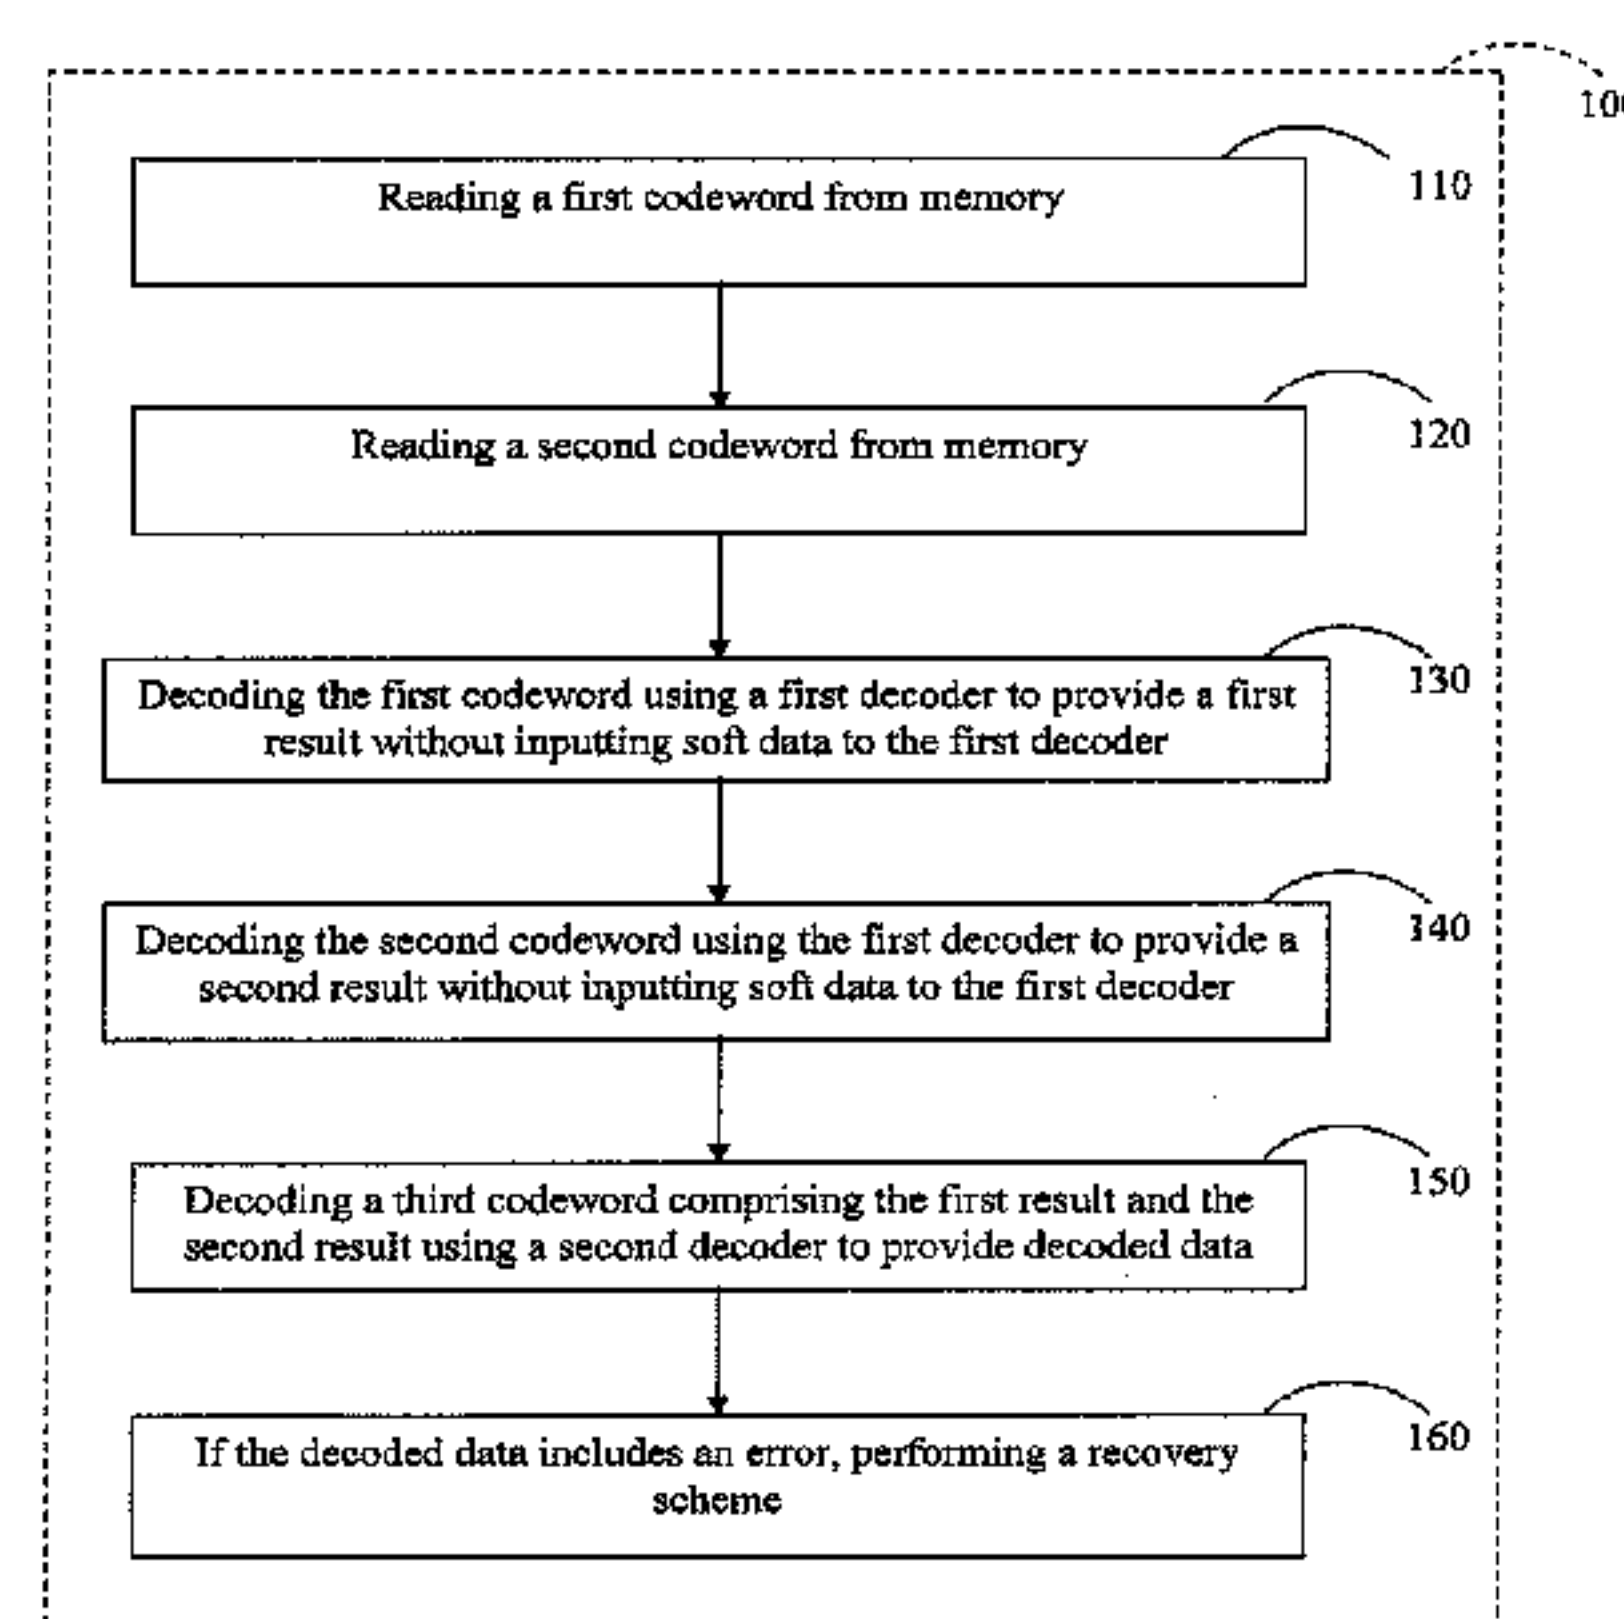 Reading a first codeword from memory
110
Reading a second codeword from memory
120
Decoding the first codeword using a first decoder to provide a first
result without inputting soft data to the first decoder
130
Decoding the second codeword using the first decoder to provide a
second result without inputting soft data to the first decoder
140
Decoding a third codeword comprising the first result and the
second result using a second decoder to provide decoded data
150
If the decoded data includes an error, performing a recovery
scheme
160